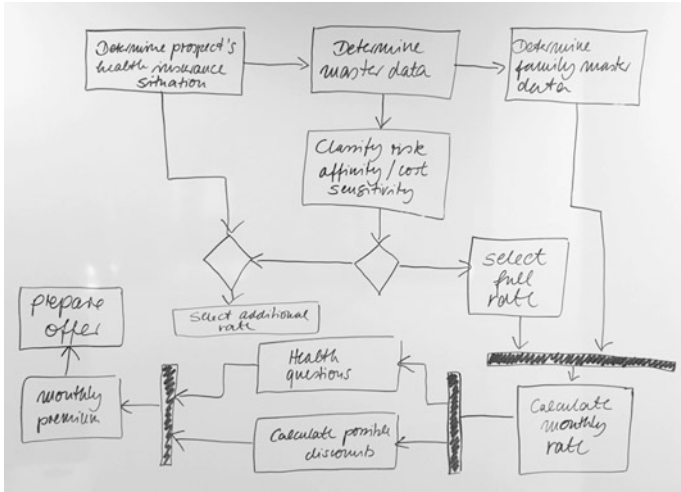 Determine prospect's
health insurance
situation
Determine
master data
Determine
family master
data
Classify risk
affinity / cost
sensitivity
select
full
rate
select additional
rate
prepare
offer
Health
questions
monthly
premium
Calculate possible
discounts
Calculate
monthly
rate